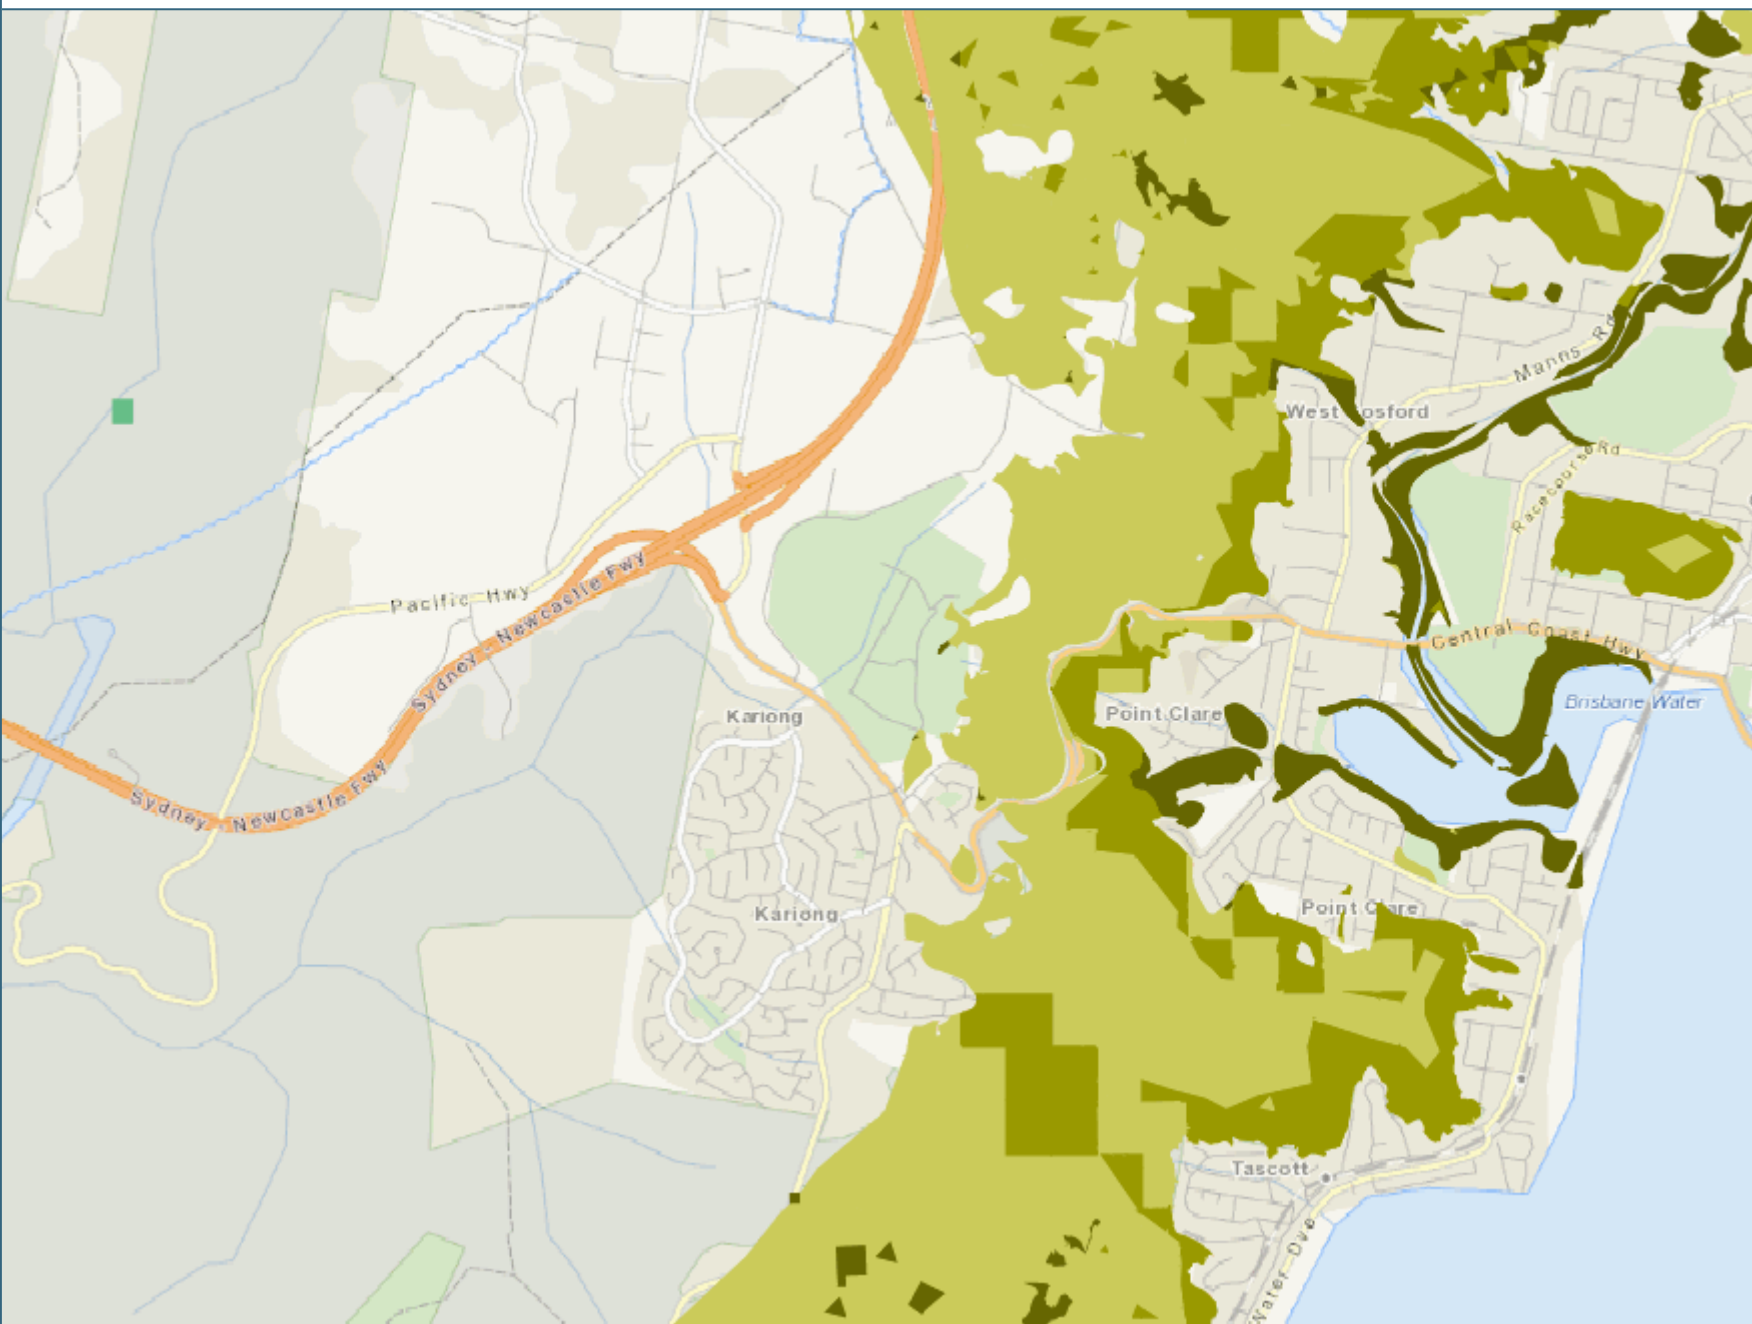 Manns Rd
West Gosford
Racecourse Rd
Pacific Hwy
Sydney - Newcastle Fwy
Central Coast Hwy
Brisbane Water
Kariong
Point Clare
Sydney - Newcastle Fwy
Kariong
Point Clare
Tascott
Water Dve